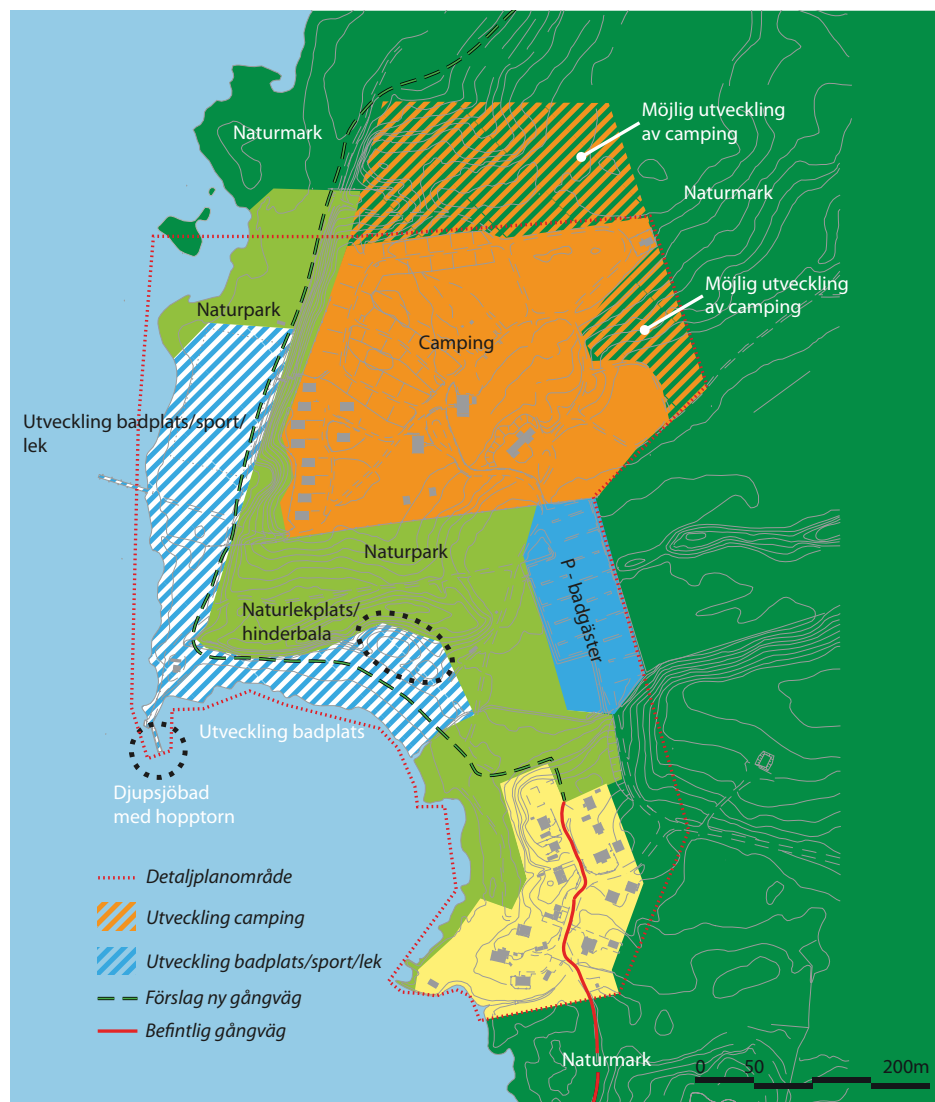 Möjlig utveckling
av camping
Naturmark
Naturmark
Möjlig utveckling
av camping
Naturpark
Camping
Utveckling badplats/sport/
lek
Naturpark
P - badgäster
Naturlekplats/
hinderbala
Utveckling badplats
Djupsjöbad
med hopptorn
Detaljplanområde
Utveckling camping
Utveckling badplats/sport/lek
Förslag ny gångväg
Befintlig gångväg
Naturmark
0 50 200m